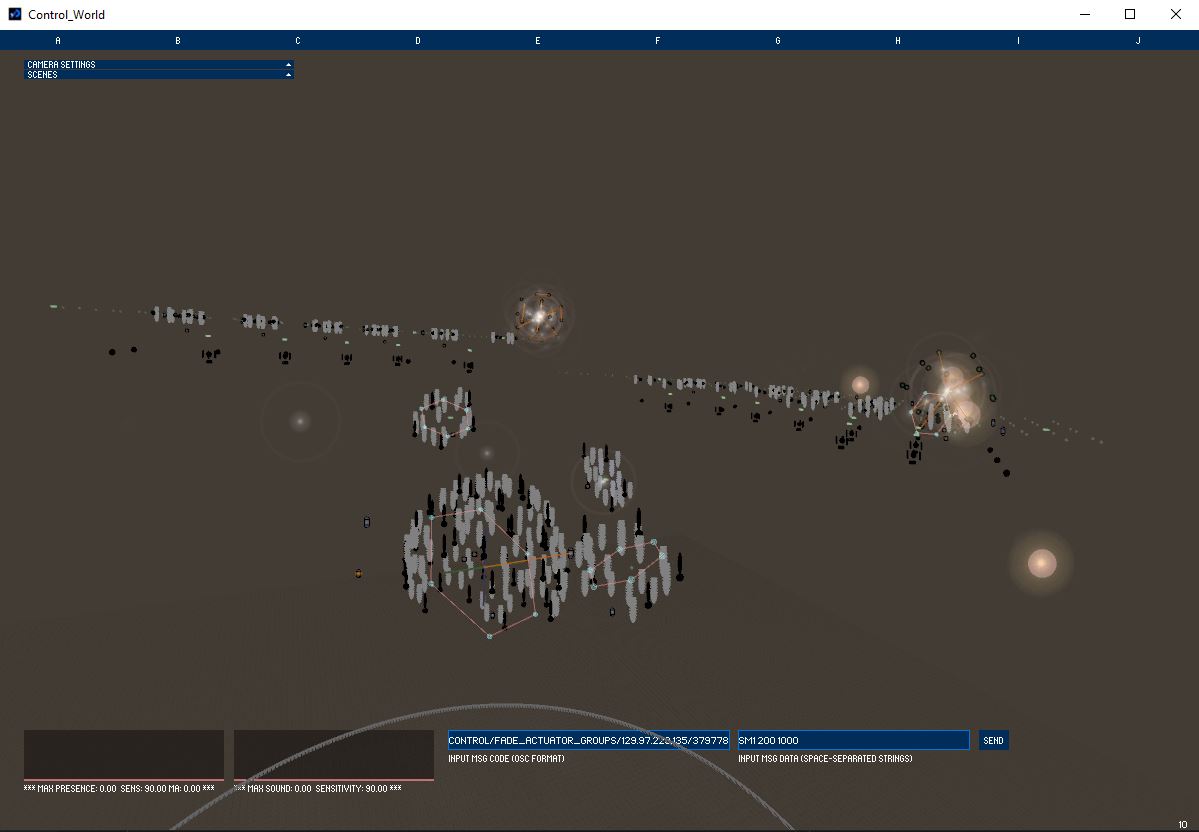 Control_World
A B C D E F G H I J
CAMERA SETTINGS
SCENES
CONTROL/FADE_ACTUATOR_GROUPS/129.97.228.135/379778
SM1 200 1000
SEND
INPUT MSG CODE (OSC FORMAT)
INPUT MSG DATA (SPACE-SEPARATED STRINGS)
*** MAX PRESENCE: 0.00 SENS: 90.00 MA: 0.00 ***
*** MAX SOUND: 0.00 SENSITIVITY: 90.00 ***
10